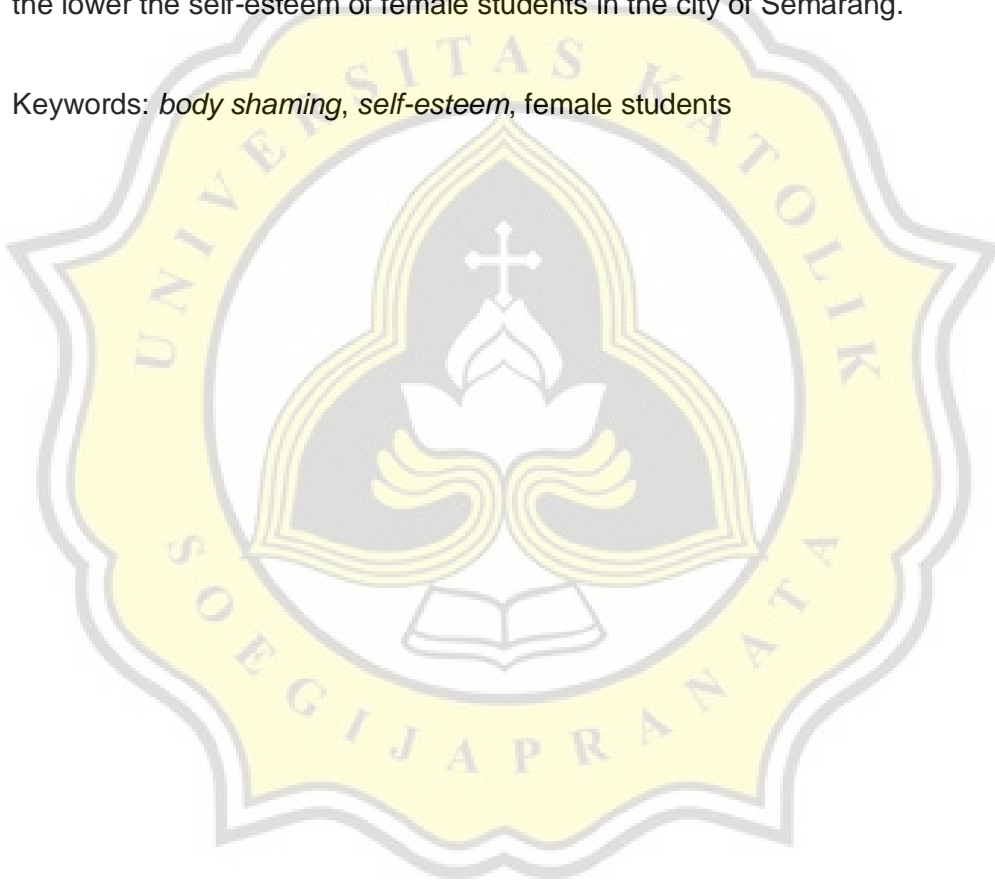 the lower the self-esteem of female students in the city of Semarang.
Keywords: body shaming, self-esteem, female students
UNIVERSITAS KATOLIK
SOEGIJAPRANATA